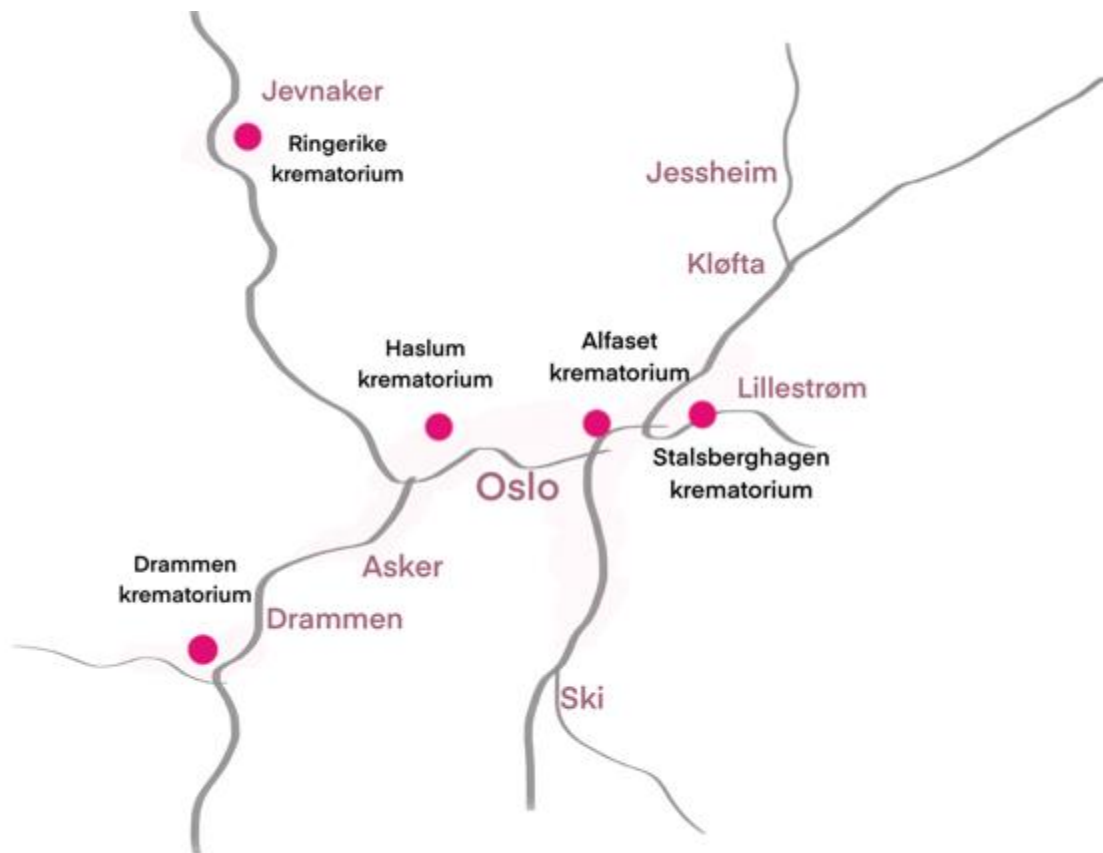 Jevnaker
Ringerike
krematorium
Jessheim
Kløfta
Haslum
krematorium
Alfaset
krematorium
Lillestrøm
Stalsberghagen
krematorium
Oslo
Asker
Drammen
krematorium
Drammen
Ski